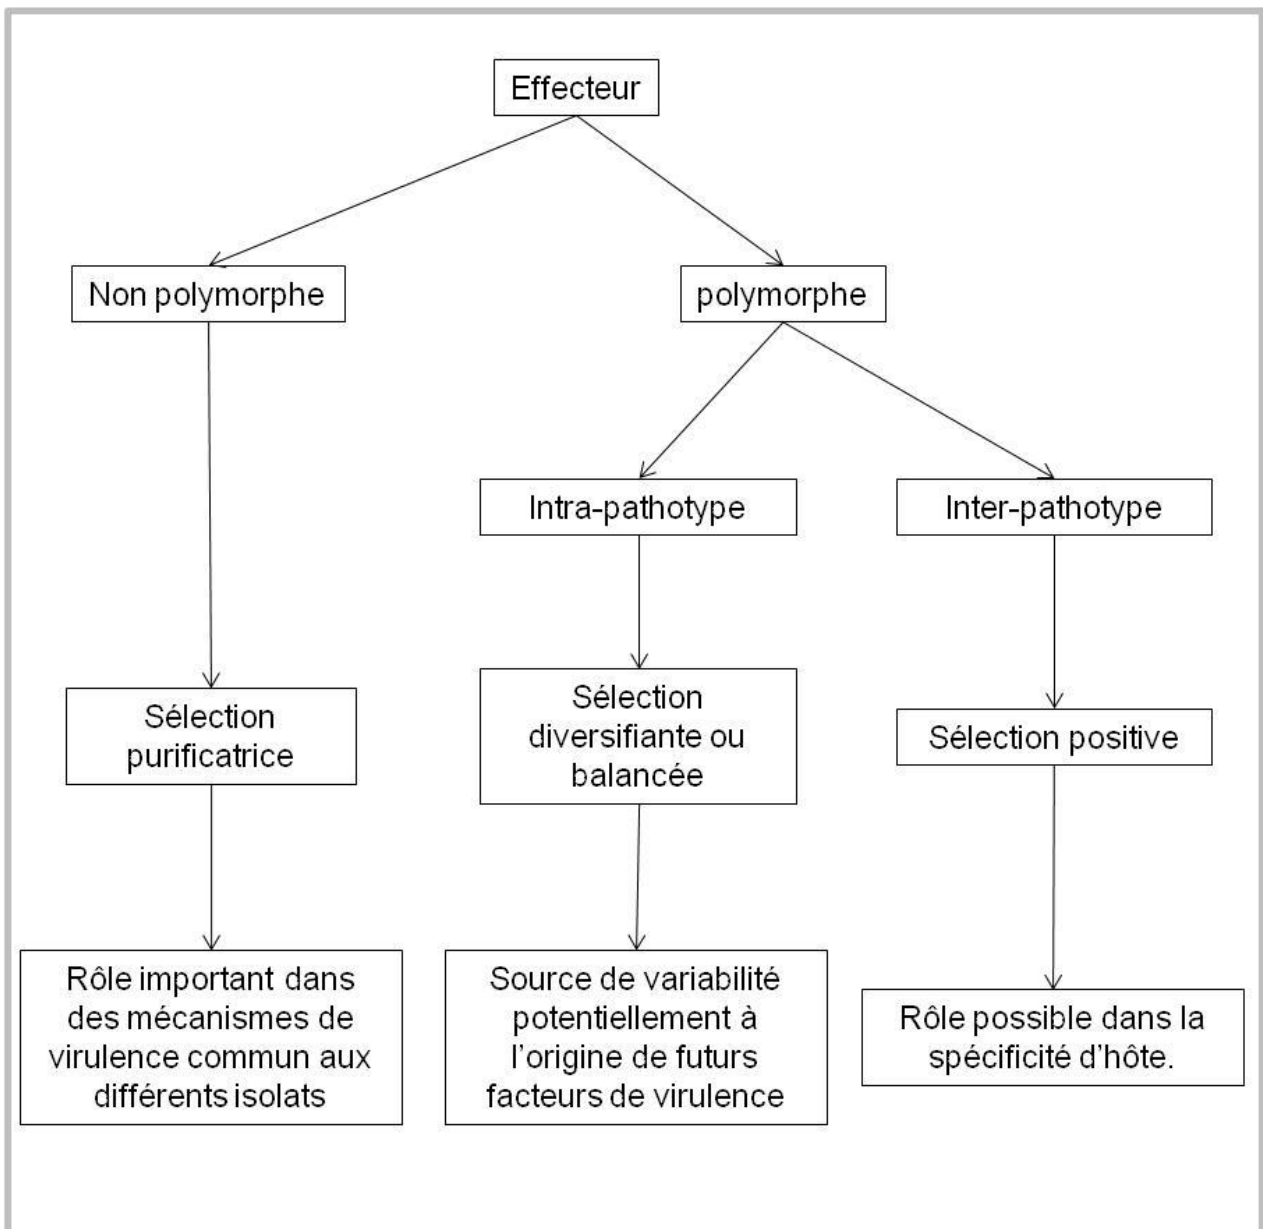 Effecteur
Non polymorphe
polymorphe
Intra-pathotype
Inter-pathotype
Sélection
purificatrice
Sélection
diversifiante ou
balancée
Sélection positive
Rôle important dans
des mécanismes de
virulence commun aux
différents isolats
Source de variabilité
potentiellement à
l'origine de futurs
facteurs de virulence
Rôle possible dans la
spécificité d'hôte.